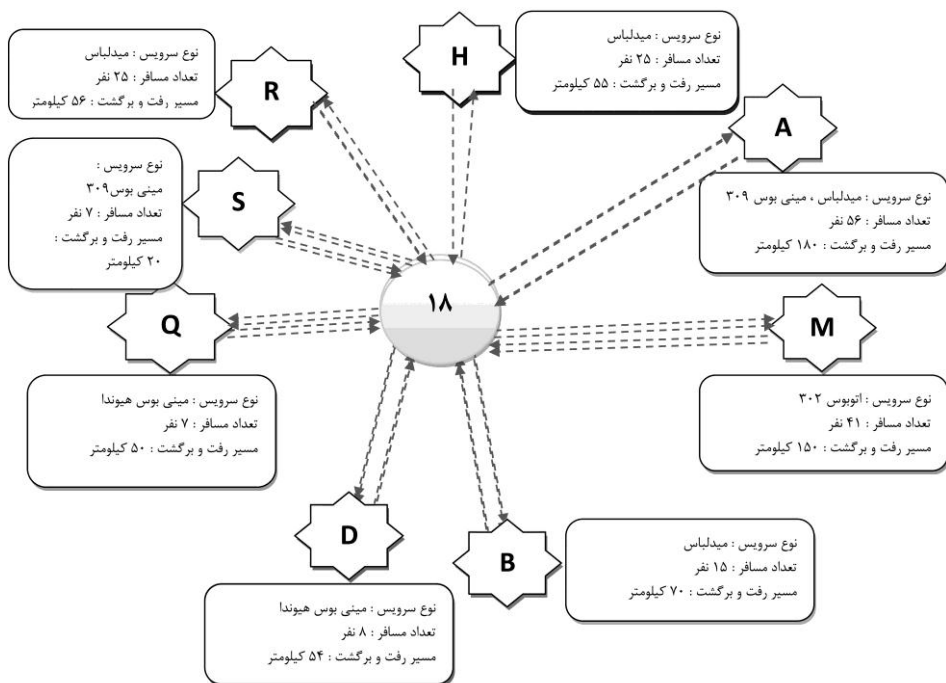 H
نوع سرویس : میدلباس
تعداد مسافر : ۲۵ نفر
مسیر رفت و برگشت : ۵۵ کیلومتر
R
نوع سرویس : میدلباس
تعداد مسافر : ۲۵ نفر
مسیر رفت و برگشت : ۵۶ کیلومتر
A
نوع سرویس : میدلباس ، مینی بوس ۳۰۹
تعداد مسافر : ۵۶ نفر
مسیر رفت و برگشت : ۱۸۰ کیلومتر
S
نوع سرویس :
مینی بوس۳۰۹
تعداد مسافر : ۷ نفر
مسیر رفت و برگشت :
۲۰ کیلومتر
۱۸
M
نوع سرویس : اتوبوس ۳۰۲
تعداد مسافر : ۴۱ نفر
مسیر رفت و برگشت : ۱۵۰ کیلومتر
Q
نوع سرویس : مینی بوس هیوندا
تعداد مسافر : ۷ نفر
مسیر رفت و برگشت : ۵۰ کیلومتر
B
نوع سرویس : میدلباس
تعداد مسافر : ۱۵ نفر
مسیر رفت و برگشت : ۷۰ کیلومتر
D
نوع سرویس : مینی بوس هیوندا
تعداد مسافر : ۸ نفر
مسیر رفت و برگشت : ۵۴ کیلومتر